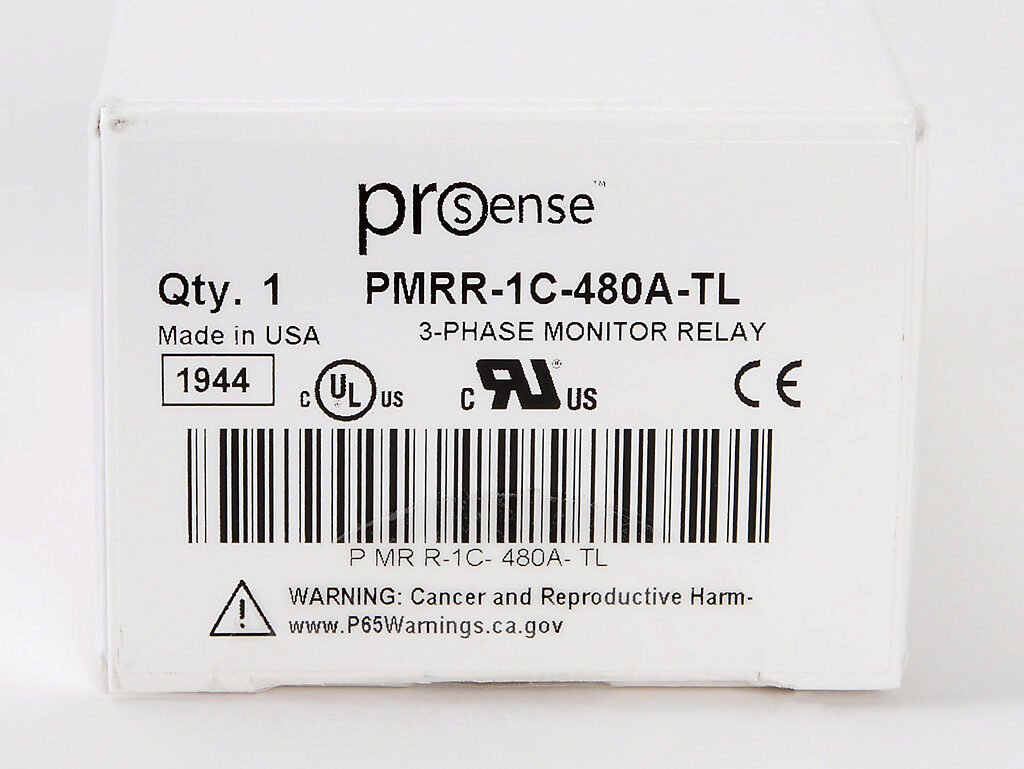 prosense™
Qty. 1 PMRR-1C-480A-TL
Made in USA 3-PHASE MONITOR RELAY
1944 C UL® US C RU® US CE
P MR R-1C- 480A- TL
WARNING: Cancer and Reproductive Harm-
www.P65Warnings.ca.gov